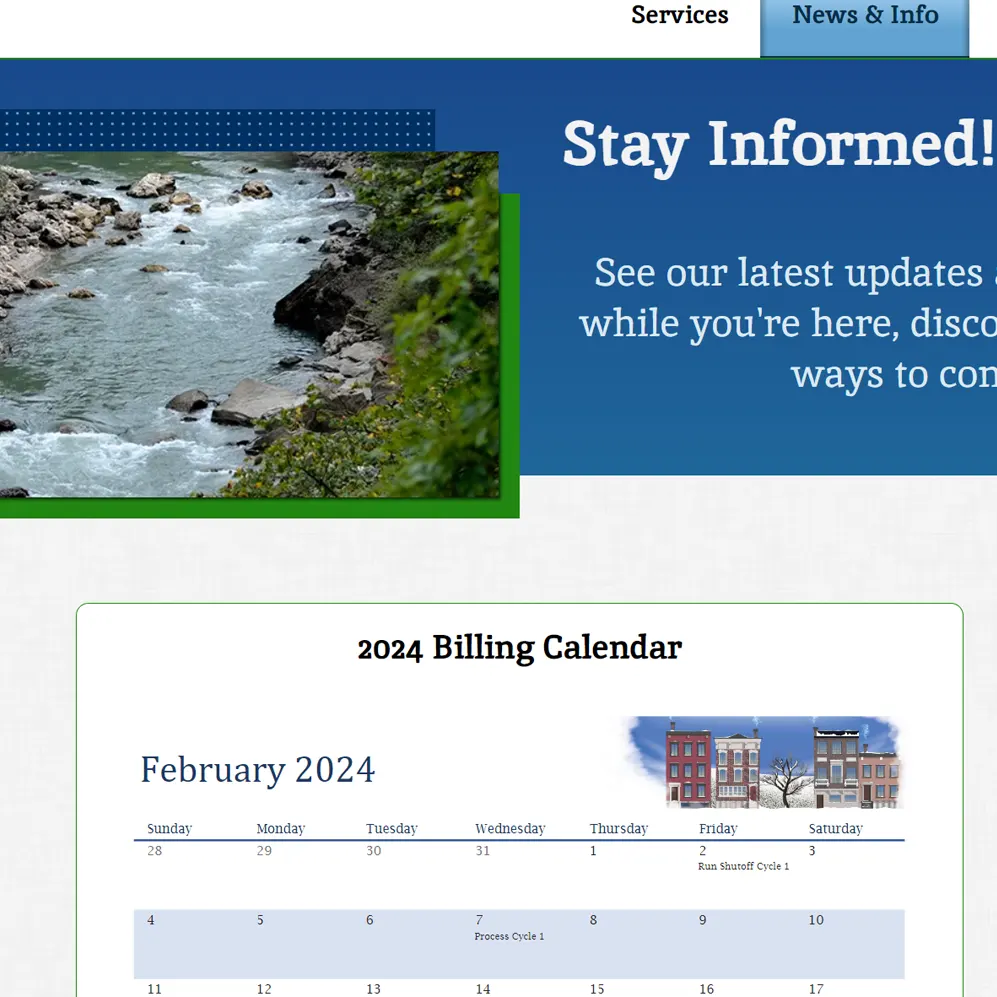 Services News & Info
Stay Informed!
See our latest updates
while you're here, disco
ways to con
2024 Billing Calendar
February 2024
Sunday Monday Tuesday Wednesday Thursday Friday Saturday
28 29 30 31 1 2 3
Run Shutoff Cycle 1
4 5 6 7 8 9 10
Process Cycle 1
11 12 13 14 15 16 17